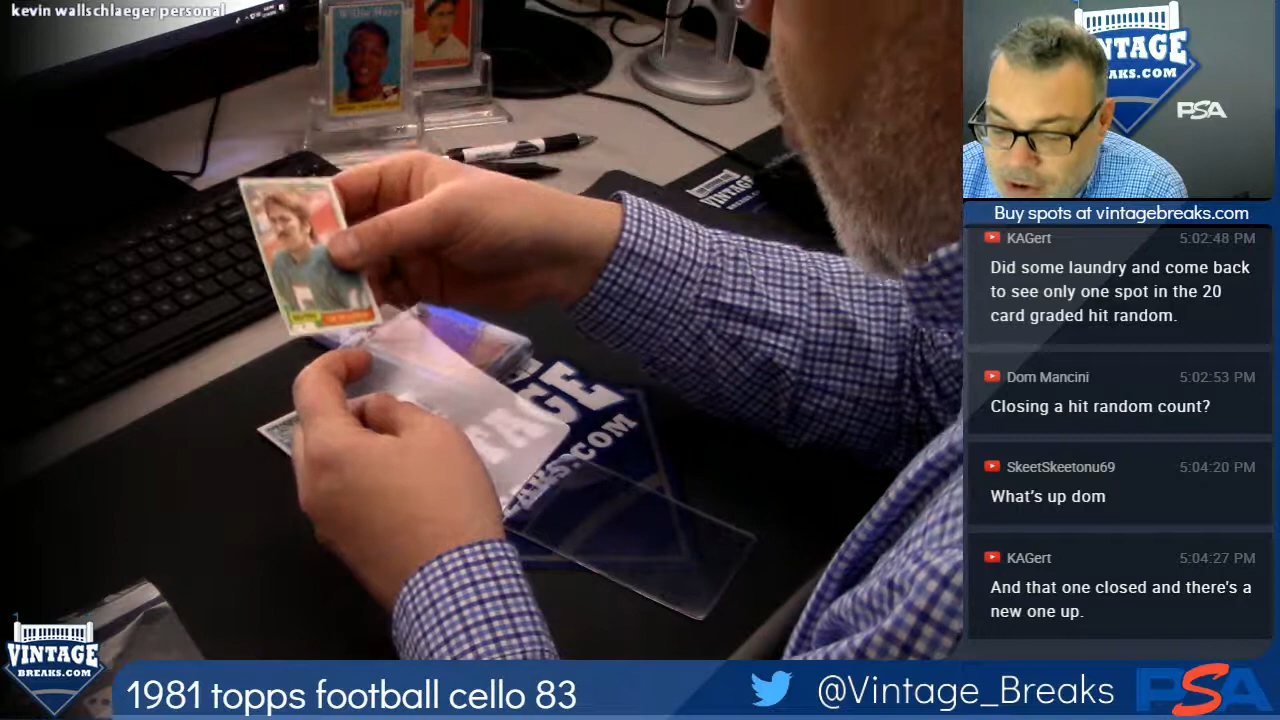 kevin wallschlaeger personal
Willie Mays
VINTAGE
BREAKS.COM
PSA
Buy spots at vintagebreaks.com
KAGert 5:02:48 PM
Did some laundry and come back
to see only one spot in the 20
card graded hit random.
Dom Mancini 5:02:53 PM
Closing a hit random count?
SkeetSkeetonu69 5:04:20 PM
What's up dom
KAGert 5:04:27 PM
And that one closed and there's a
new one up.
VINTAGE
BREAKS.COM
1981 topps football cello 83
@Vintage_Breaks
PSA